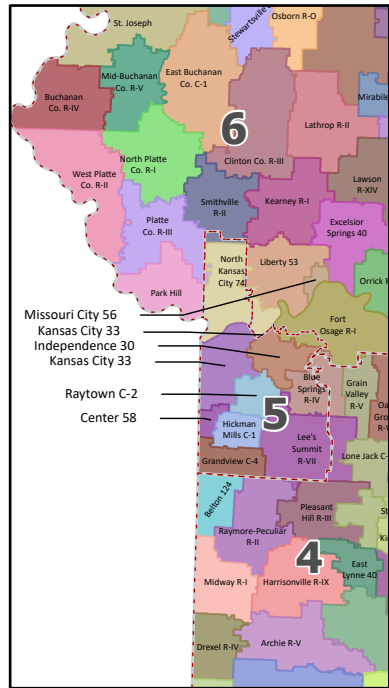 St. Joseph
Stewartsville
Osborn R-O
Mid-Buchanan
Co. R-V
East Buchanan
Co. C-1
Buchanan
Co. R-IV
Mirabile
6
Lathrop R-II
North Platte
Co. R-I
Clinton Co. R-III
West Platte
Co. R-II
Lawson
R-XIV
Smithville
R-II
Kearney R-I
Platte
Co. R-III
Excelsior
Springs 40
North
Kansas
City 74
Liberty 53
Orrick R
Park Hill
Missouri City 56
Fort
Osage R-I
Kansas City 33
Independence 30
Kansas City 33
Blue
Springs
R-IV
Grain
Valley
R-V
Raytown C-2
Oa
Gro
R-V
5
Center 58
Hickman
Mills C-1
Lee's
Summit
R-VII
Lone Jack C-
Grandview C-4
Belton 124
Pleasant
Hill R-III
St
Raymore-Peculiar
R-II
Ki
4
East
Lynne 40
Midway R-I
Harrisonville R-IX
Drexel R-IV
Archie R-V